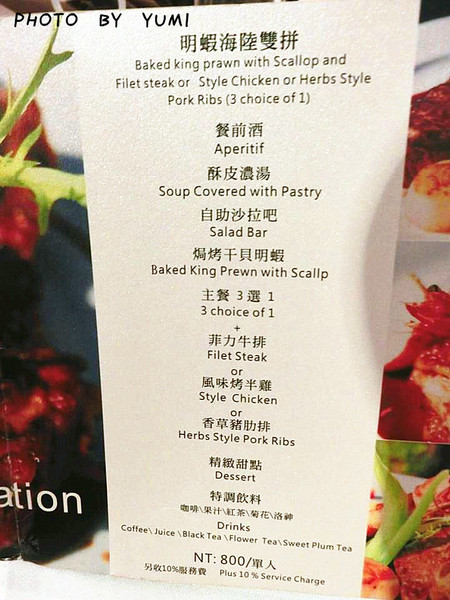 PHOTO BY YUMI
明蝦海陸雙拼
Baked king prawn with Scallop and
Filet steak or Style Chicken or Herbs Style
Pork Ribs (3 choice of 1)
餐前酒
Aperitif
酥皮濃湯
Soup Covered with Pastry
自助沙拉吧
Salad Bar
焗烤干貝明蝦
Baked King Prewn with Scallp
主餐 3 選 1
3 choice of 1
+
菲力牛排
Filet Steak
or
風味烤半雞
Style Chicken
or
香草豬肋排
Herbs Style Pork Ribs
精緻甜點
Dessert
特調飲料
咖啡\果汁\紅茶\菊花\洛神
Drinks
Coffee\ Juice \Black Tea \Flower Tea\Sweet Plum Tea
NT: 800/單人
另收10%服務費 Plus 10 % Service Charge
ation